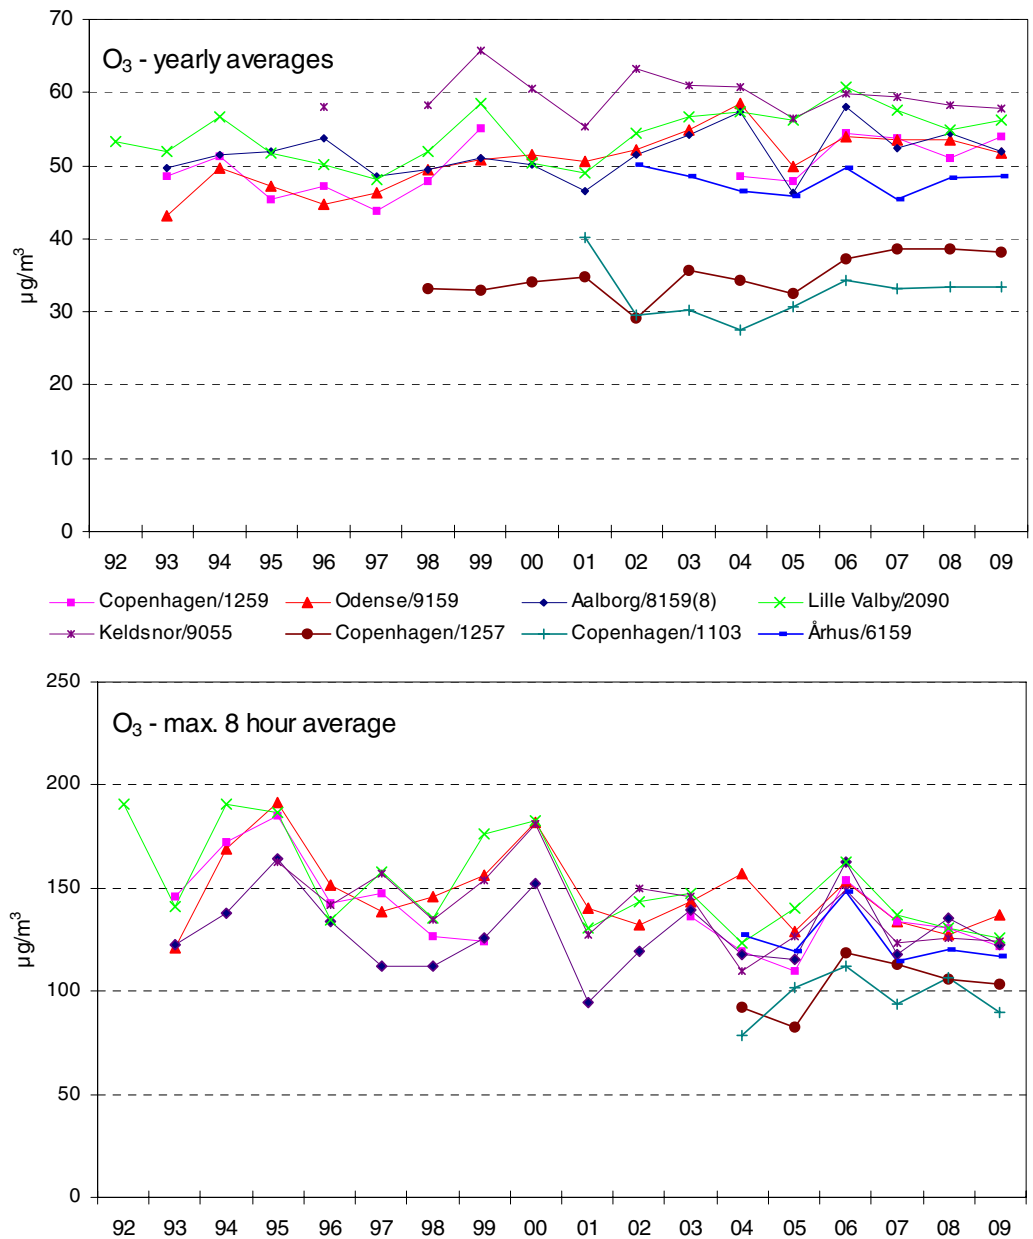 70
O3 - yearly averages
60
50
40
µg/m3
30
20
10
0
92 93 94 95 96 97 98 99 00 01 02 03 04 05 06 07 08 09
Copenhagen/1259 Odense/9159 Aalborg/8159(8) Lille Valby/2090
Keldsnor/9055 Copenhagen/1257 Copenhagen/1103 Århus/6159
250
O3 - max. 8 hour average
200
150
µg/m3
100
50
0
92 93 94 95 96 97 98 99 00 01 02 03 04 05 06 07 08 09